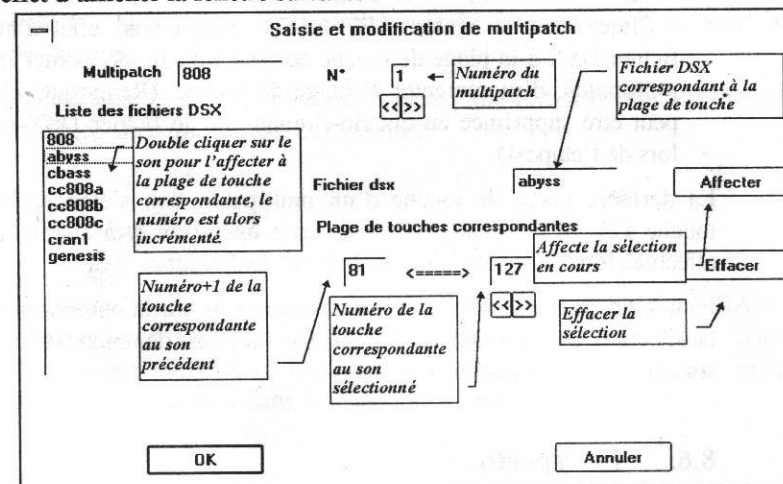 Saisie et modification de multipatch
Multipatch 808 N° 1
Numéro du
multipatch
Fichier DSX
correspondant à la
plage de touche
<< >>
Liste des fichiers DSX
808
abyss
cbass
cc808a
cc808b
cc808c
cran1
genesis
Double cliquer sur le
son pour l'affecter à
la plage de touche
correspondante, le
numéro est alors
incrémenté.
Fichier dsx abyss Affecter
Plage de touches correspondantes
81 <=====> 127
<< >>
Affecte la sélection
en cours
Effacer
Numéro+1 de la
touche
correspondante
au son
précédent
Numéro de la
touche
correspondante
au son
sélectionné
Effacer la
sélection
OK Annuler
8.6.